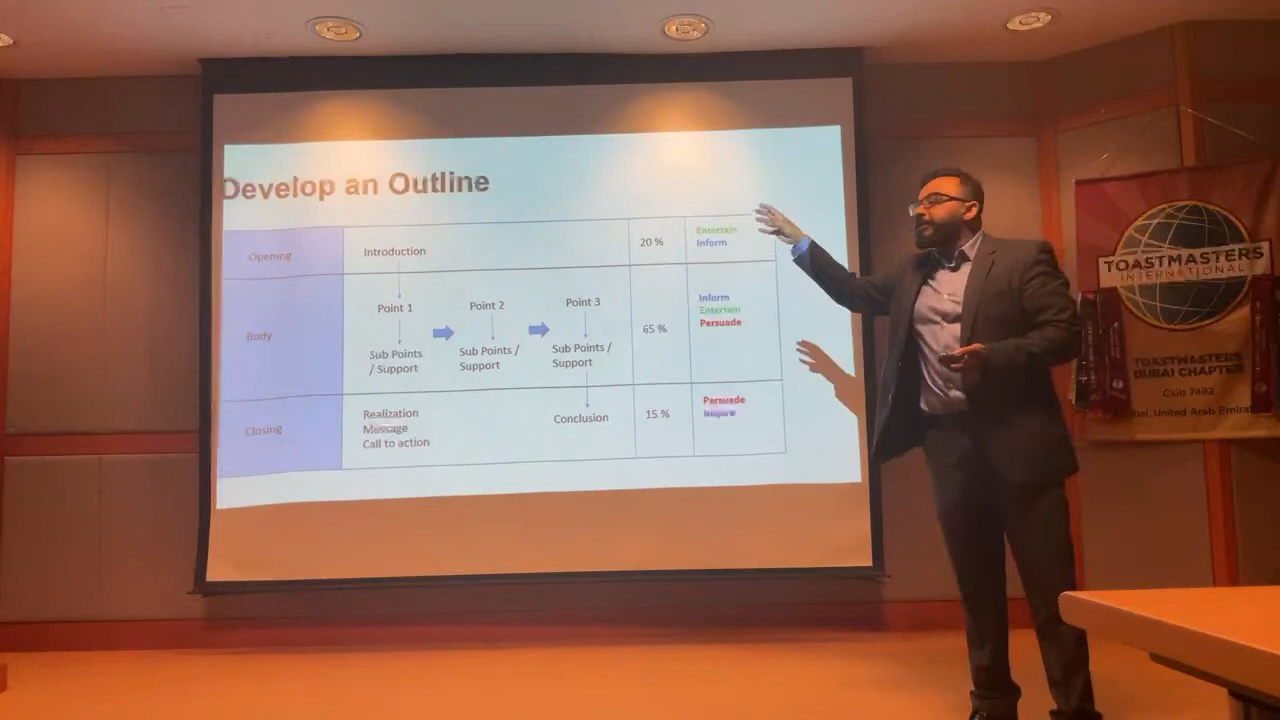 Develop an Outline
Opening
Introduction
20 %
Entertain
Inform
Body
Point 1
Point 2
Point 3
Sub Points
/ Support
Sub Points /
Support
Sub Points /
Support
65 %
Inform
Entertain
Persuade
Closing
Realization
Message
Call to action
Conclusion
15 %
Persuade
Inspire
TOASTMASTERS
INTERNATIONAL
TOASTMASTERS
DUBAI CHAPTER
Club 7492
United Arab